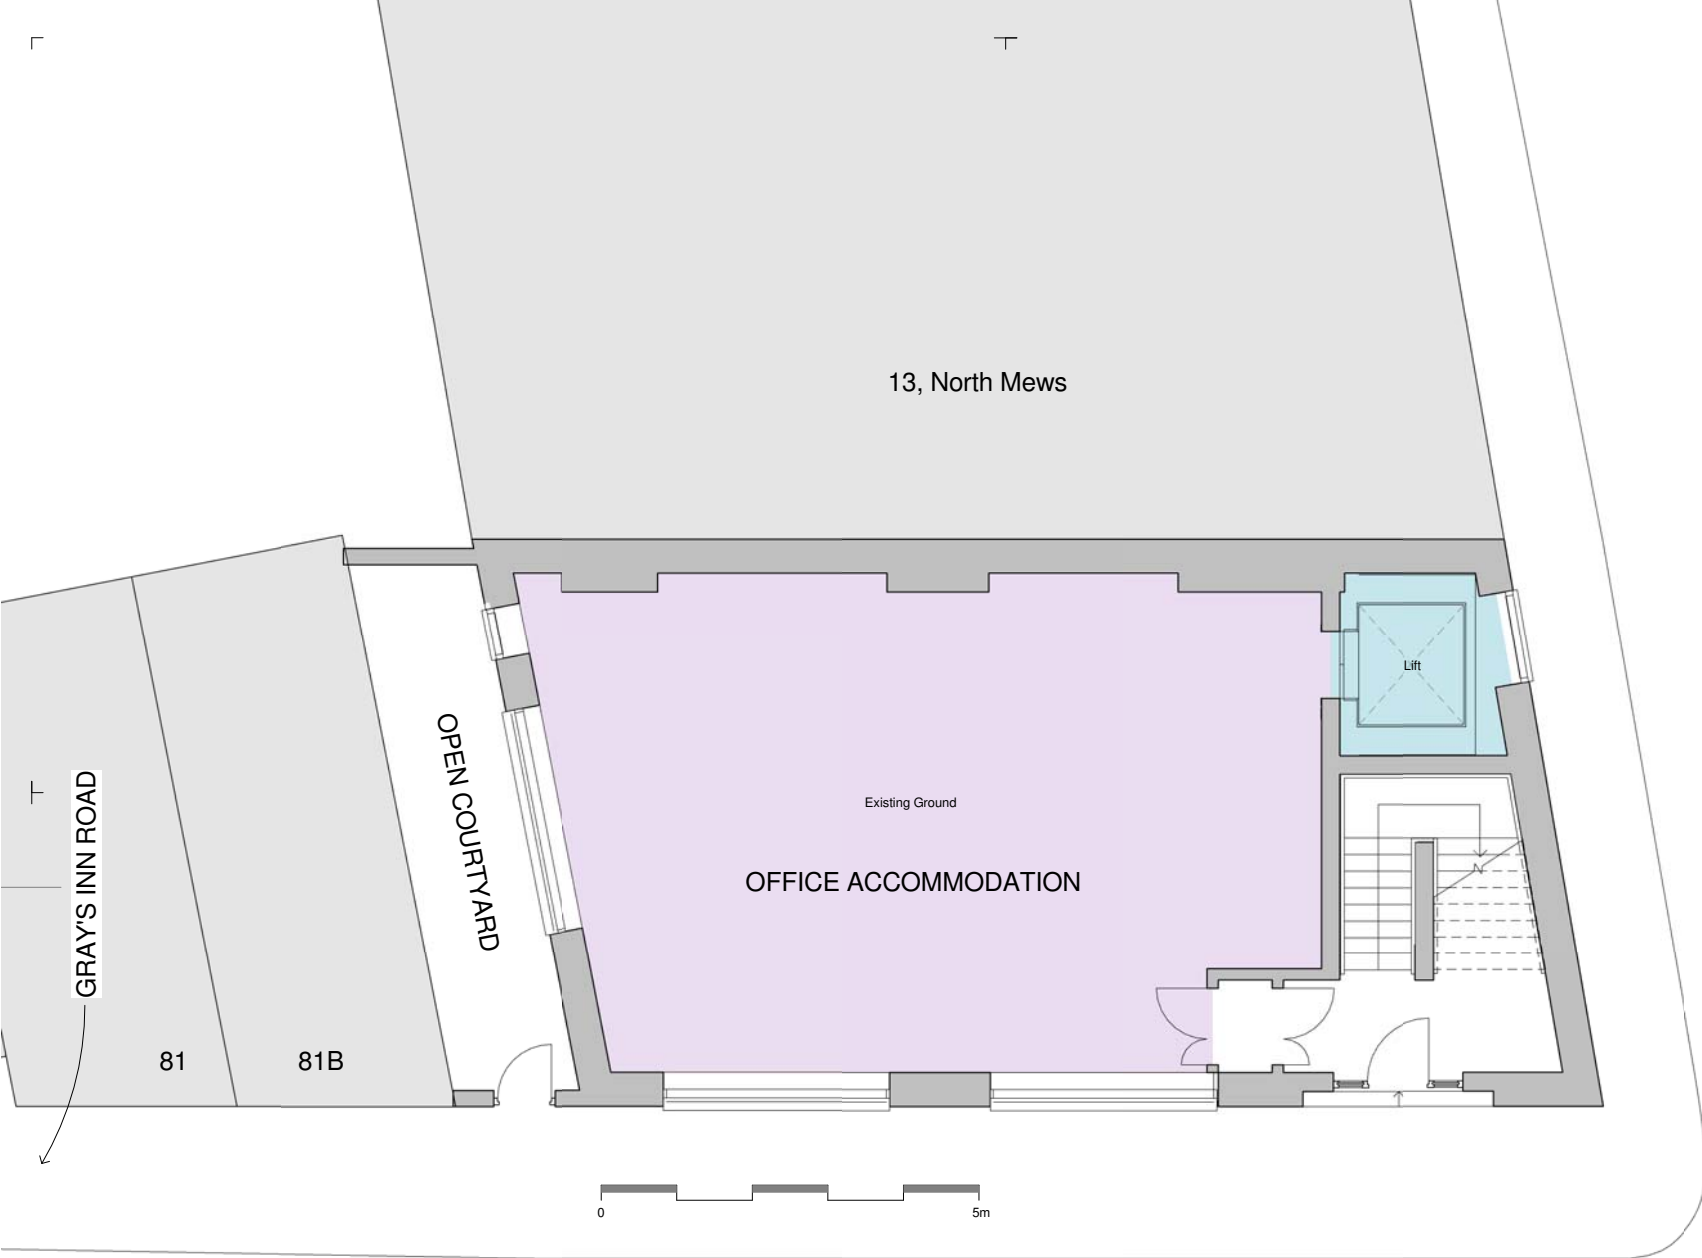 13, North Mews
Lift
OPEN COURTYARD
GRAY'S INN ROAD
Existing Ground
OFFICE ACCOMMODATION
N
81
81B
0
5m